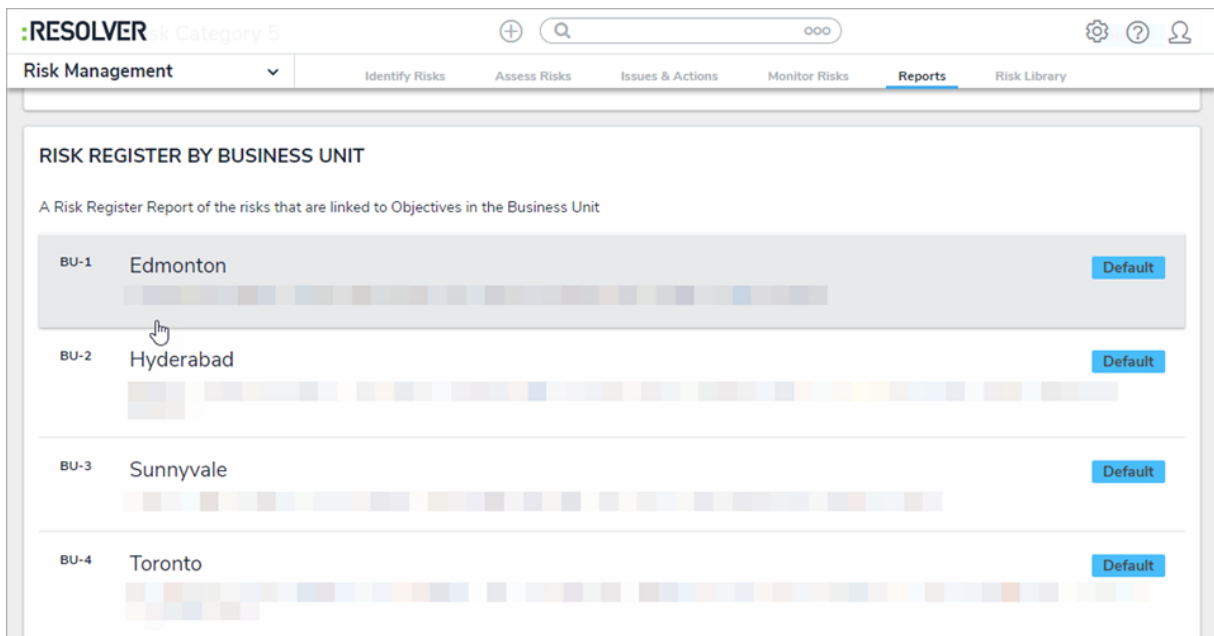 :RESOLVER
sk Category 5
ooo
Risk Management
Identify Risks
Assess Risks
Issues & Actions
Monitor Risks
Reports
Risk Library
RISK REGISTER BY BUSINESS UNIT
A Risk Register Report of the risks that are linked to Objectives in the Business Unit
BU-1
Edmonton
Default
BU-2
Hyderabad
Default
BU-3
Sunnyvale
Default
BU-4
Toronto
Default